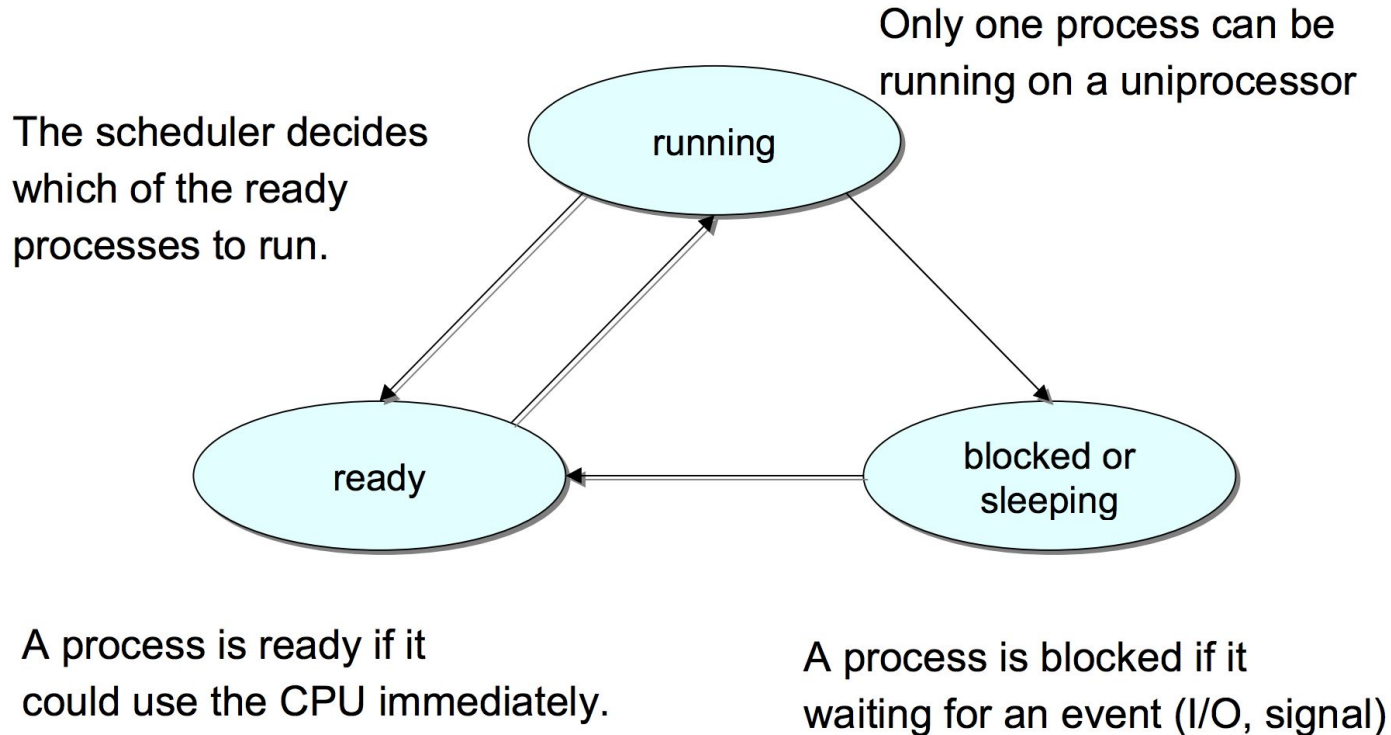 Only one process can be
running on a uniprocessor
The scheduler decides
which of the ready
processes to run.
running
ready
blocked or
sleeping
A process is ready if it
could use the CPU immediately.
A process is blocked if it
waiting for an event (I/O, signal)